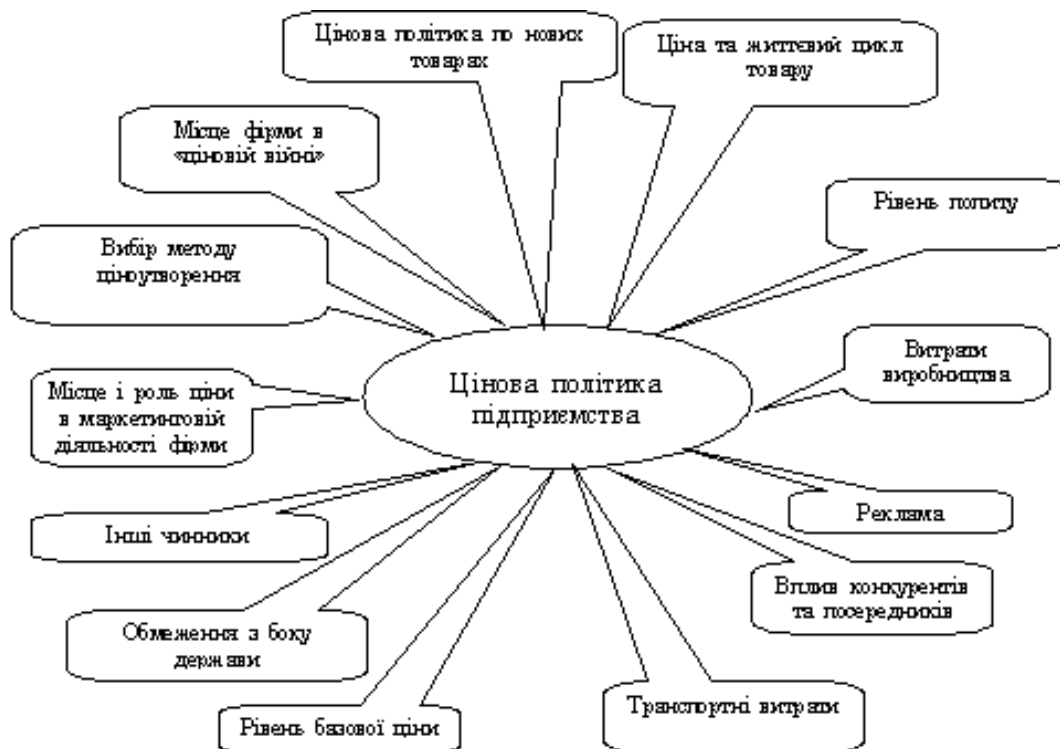 Цінова політика по нових
товарах
Ціна та життєвий цикл
товару
Місце фірми в
«ціновій війні»
Рівень попиту
Вибір методу
ціноутворення
Витрати
виробництва
Цінова політика
підприємства
Місце і роль ціни
в маркетинговій
діяльності фірми
Реклама
Інші чинники
Вплив конкурентів
та посередників
Обмеження з боку
держави
Транспортні витрати
Рівень базової ціни